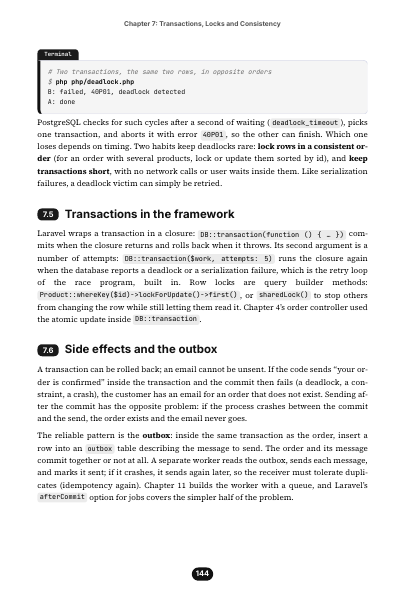 Chapter 7: Transactions, Locks and Consistency
Terminal
# Two transactions, the same two rows, in opposite orders
$ php php/deadlock.php
B: failed, 40P01, deadlock detected
A: done
PostgreSQL checks for such cycles after a second of waiting (deadlock_timeout), picks
one transaction, and aborts it with error 40P01, so the other can finish. Which one
loses depends on timing. Two habits keep deadlocks rare: lock rows in a consistent or-
der (for an order with several products, lock or update them sorted by id), and keep
transactions short, with no network calls or user waits inside them. Like serialization
failures, a deadlock victim can simply be retried.
7.5 Transactions in the framework
Laravel wraps a transaction in a closure: DB::transaction(function () { … }) com-
mits when the closure returns and rolls back when it throws. Its second argument is a
number of attempts: DB::transaction($work, attempts: 5) runs the closure again
when the database reports a deadlock or a serialization failure, which is the retry loop
of the race program, built in. Row locks are query builder methods:
Product::whereKey($id)->lockForUpdate()->first(), or sharedLock() to stop others
from changing the row while still letting them read it. Chapter 4's order controller used
the atomic update inside DB::transaction.
7.6 Side effects and the outbox
A transaction can be rolled back; an email cannot be unsent. If the code sends “your or-
der is confirmed” inside the transaction and the commit then fails (a deadlock, a con-
straint, a crash), the customer has an email for an order that does not exist. Sending af-
ter the commit has the opposite problem: if the process crashes between the commit
and the send, the order exists and the email never goes.
The reliable pattern is the outbox: inside the same transaction as the order, insert a
row into an outbox table describing the message to send. The order and its message
commit together or not at all. A separate worker reads the outbox, sends each message,
and marks it sent; if it crashes, it sends again later, so the receiver must tolerate dupli-
cates (idempotency again). Chapter 11 builds the worker with a queue, and Laravel's
afterCommit option for jobs covers the simpler half of the problem.
144